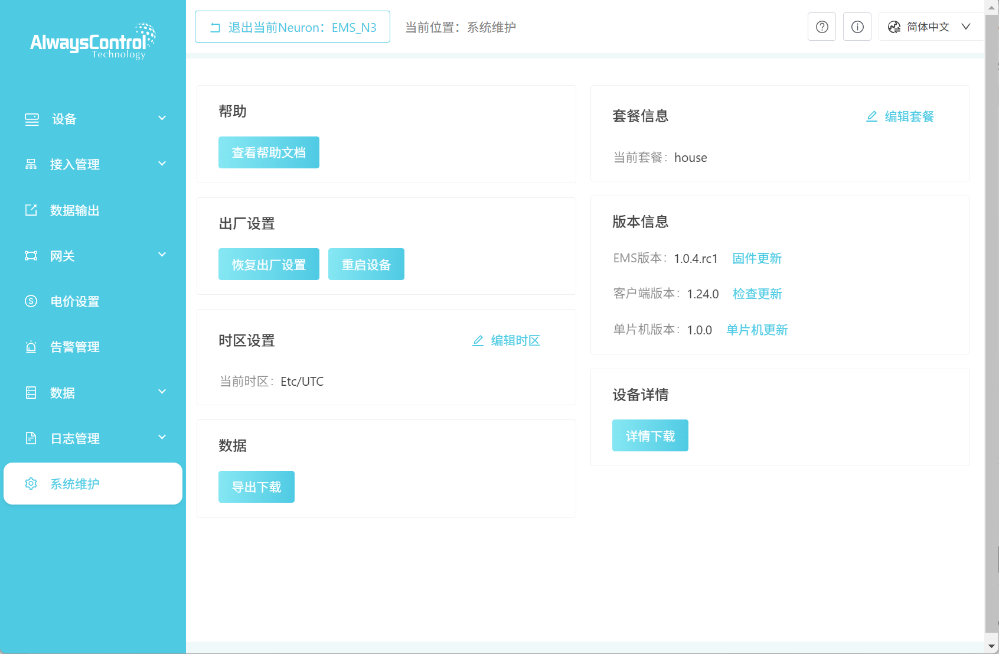 AlwaysControl
Technology
设备
接入管理
数据输出
网关
电价设置
告警管理
数据
日志管理
系统维护
退出当前Neuron：EMS_N3
当前位置：系统维护
简体中文
帮助
查看帮助文档
出厂设置
恢复出厂设置
重启设备
时区设置
编辑时区
当前时区：Etc/UTC
数据
导出下载
套餐信息
编辑套餐
当前套餐：house
版本信息
EMS版本：1.0.4.rc1 固件更新
客户端版本：1.24.0 检查更新
单片机版本：1.0.0 单片机更新
设备详情
详情下载